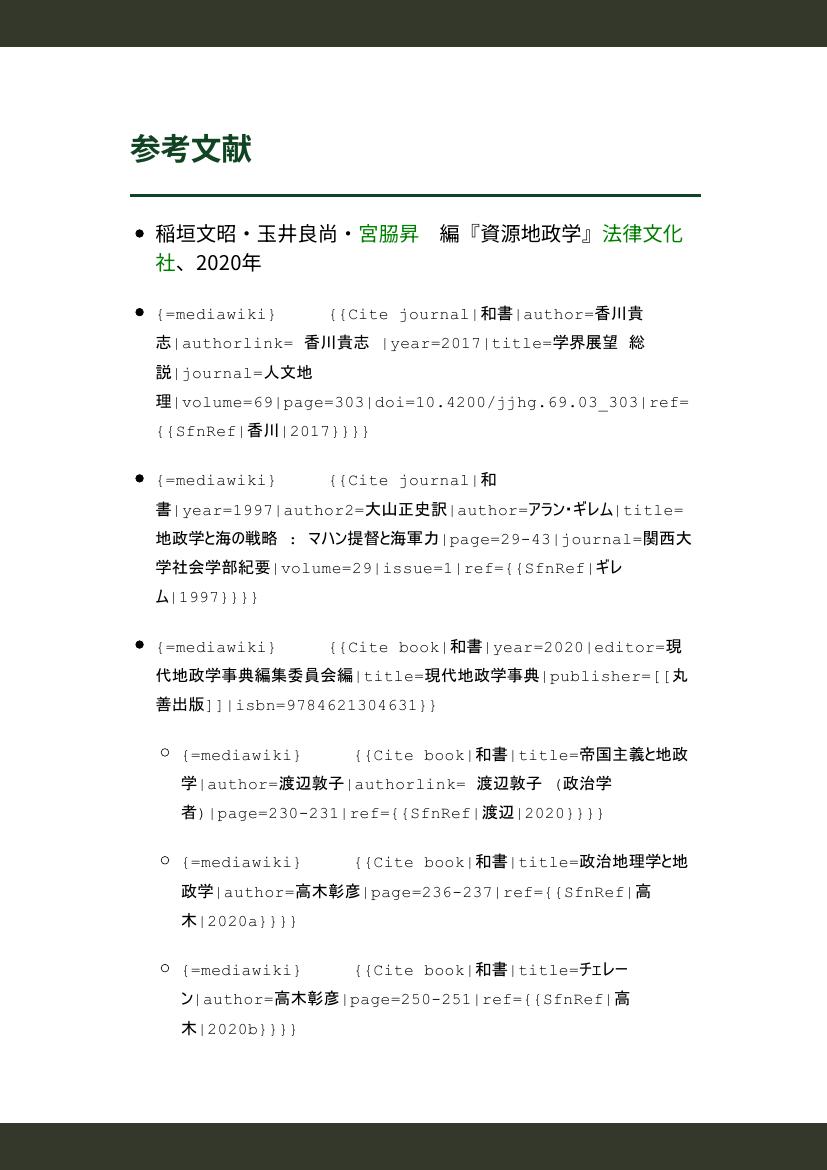 参考文献
稲垣文昭・玉井良尚・宮脇昇　編『資源地政学』法律文化
社、2020年
{=mediawiki}     {{Cite journal|和書|author=香川貴
志|authorlink= 香川貴志 |year=2017|title=学界展望 総
説|journal=人文地
理|volume=69|page=303|doi=10.4200/jjhg.69.03_303|ref=
{{SfnRef|香川|2017}}}}
{=mediawiki}     {{Cite journal|和
書|year=1997|author2=大山正史訳|author=アラン・ギレム|title=
地政学と海の戦略 : マハン提督と海軍力|page=29-43|journal=関西大
学社会学部紀要|volume=29|issue=1|ref={{SfnRef|ギレ
ム|1997}}}}
{=mediawiki}     {{Cite book|和書|year=2020|editor=現
代地政学事典編集委員会編|title=現代地政学事典|publisher=[[丸
善出版]]|isbn=9784621304631}}
{=mediawiki}     {{Cite book|和書|title=帝国主義と地政
学|author=渡辺敦子|authorlink= 渡辺敦子 (政治学
者)|page=230-231|ref={{SfnRef|渡辺|2020}}}}
{=mediawiki}     {{Cite book|和書|title=政治地理学と地
政学|author=高木彰彦|page=236-237|ref={{SfnRef|高
木|2020a}}}}
{=mediawiki}     {{Cite book|和書|title=チェレー
ン|author=高木彰彦|page=250-251|ref={{SfnRef|高
木|2020b}}}}